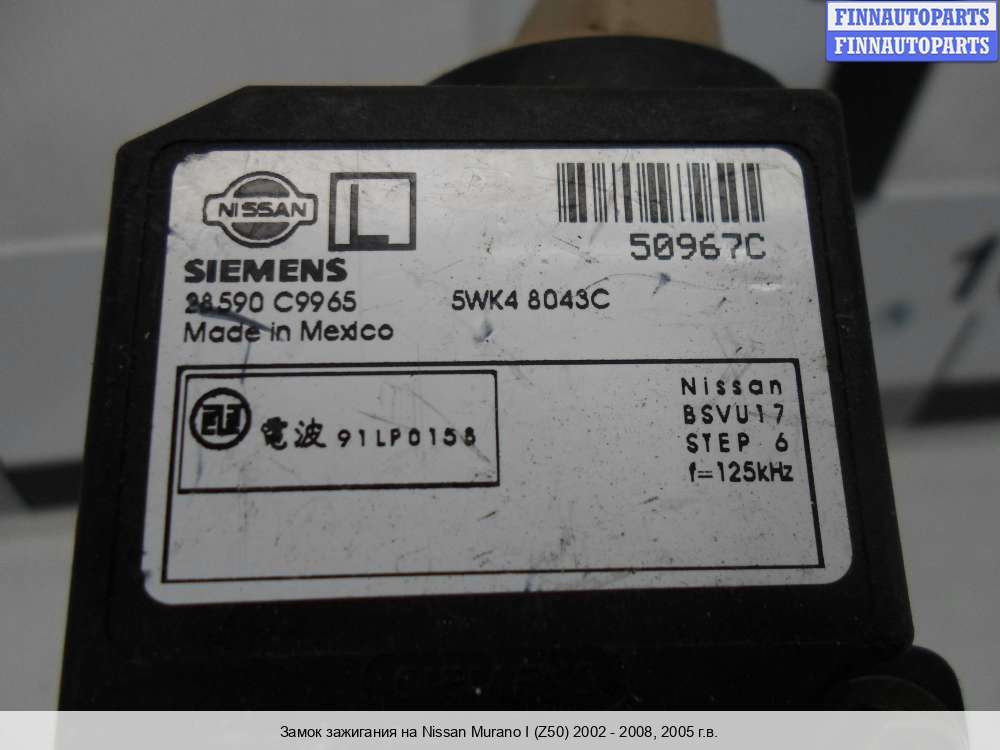 FINNAUTOPARTS
FINNAUTOPARTS
NISSAN
L
50967C
SIEMENS
28590 C9965
5WK4 8043C
Made in Mexico
Nissan
BSVU17
STEP 6
f=125kHz
電波 91LP0158
Замок зажигания на Nissan Murano I (Z50) 2002 - 2008, 2005 г.в.